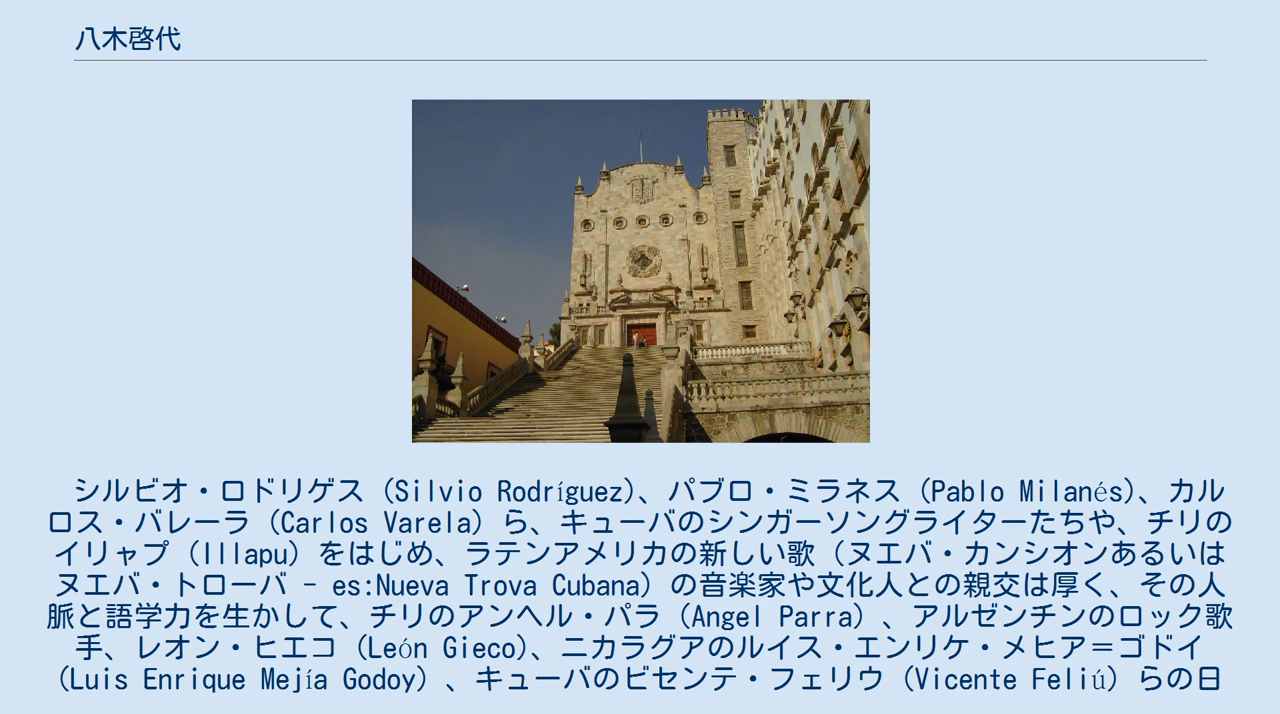 八木啓代
シルビオ・ロドリゲス（Silvio Rodríguez）、パブロ・ミラネス（Pablo Milanés）、カル
ロス・バレーラ（Carlos Varela）ら、キューバのシンガーソングライターたちや、チリの
イリャプ（Illapu）をはじめ、ラテンアメリカの新しい歌（ヌエバ・カンシオンあるいは
ヌエバ・トローバ - es:Nueva Trova Cubana）の音楽家や文化人との親交は厚く、その人
脈と語学力を生かして、チリのアンヘル・パラ（Angel Parra）、アルゼンチンのロック歌
手、レオン・ヒエコ（León Gieco）、ニカラグアのルイス・エンリケ・メヒア＝ゴドイ
（Luis Enrique Mejía Godoy）、キューバのビセンテ・フェリウ（Vicente Feliú）らの日